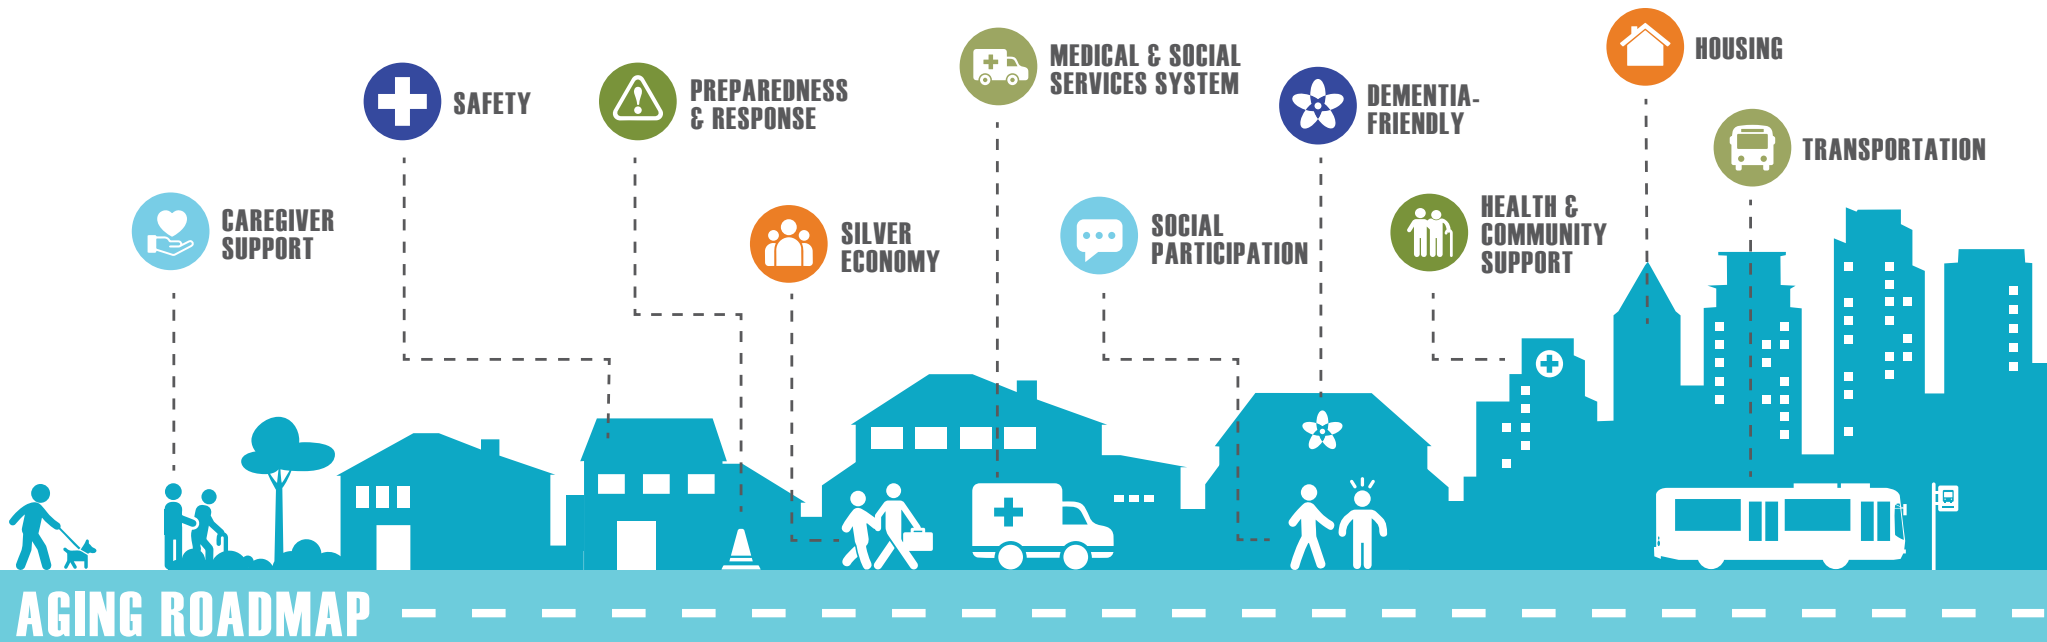 CAREGIVER
SUPPORT
SAFETY
PREPAREDNESS
& RESPONSE
SILVER
ECONOMY
MEDICAL & SOCIAL
SERVICES SYSTEM
SOCIAL
PARTICIPATION
DEMENTIA-
FRIENDLY
HEALTH &
COMMUNITY
SUPPORT
HOUSING
TRANSPORTATION
AGING ROADMAP